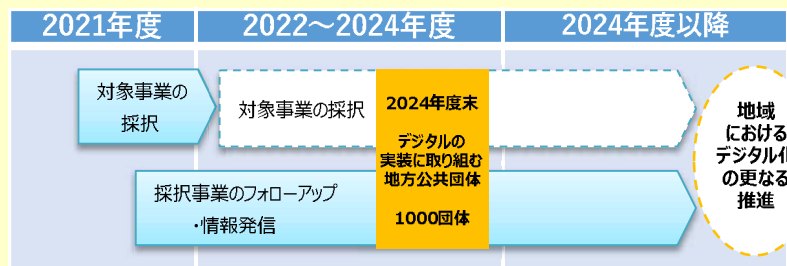 2021年度
2022～2024年度
2024年度以降
対象事業の
採択
対象事業の採択
2024年度末
デジタルの
実装に取り組む
地方公共団体
1000団体
採択事業のフォローアップ
・情報発信
地域
における
デジタル化
の更なる
推進